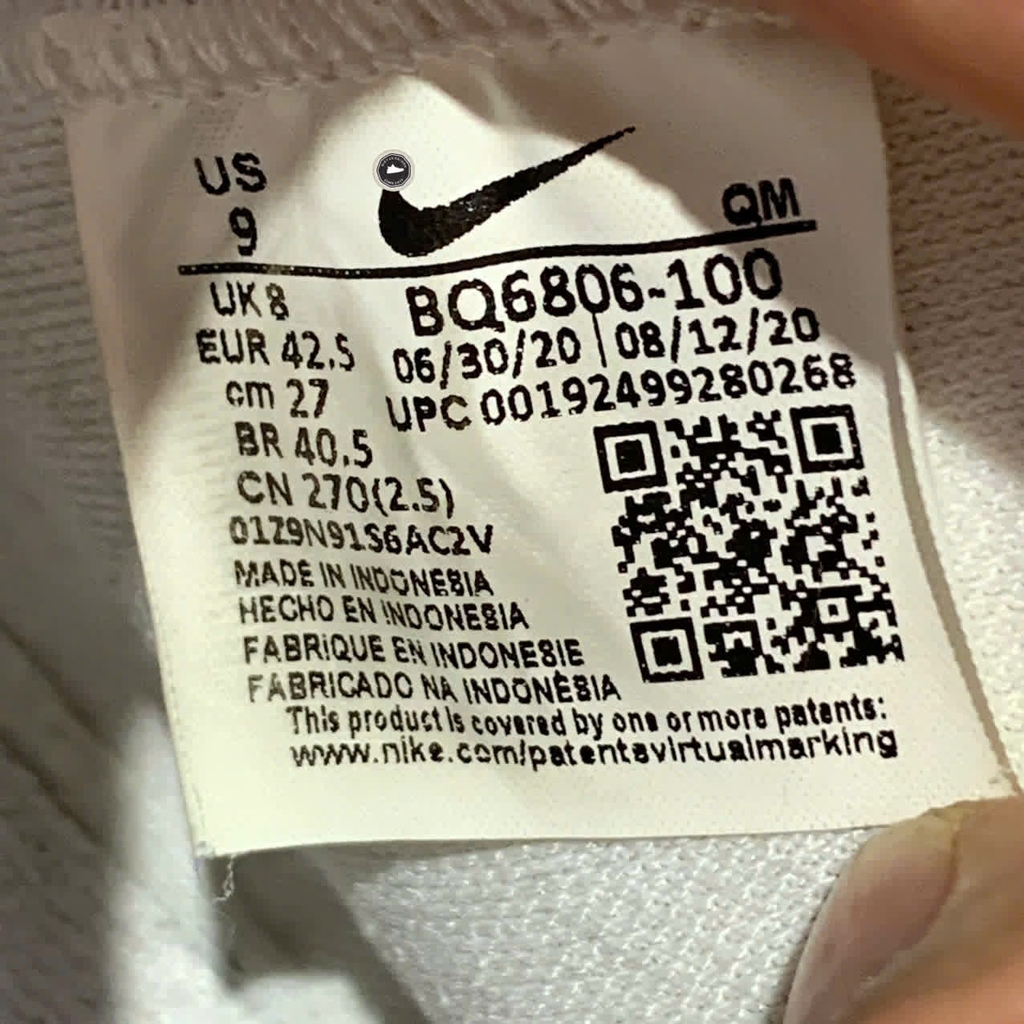 US
9
QM
UK 8
EUR 42.5
cm 27
BR 40.5
CN 270(2.5)
BQ6806-100
06/30/20 | 08/12/20
UPC 00192499280268
01Z9N91S6AC2V
MADE IN INDONESIA
HECHO EN INDONESIA
FABRIQUE EN INDONESIE
FABRICADO NA INDONÉSIA
This product is covered by one or more patents:
www.nike.com/patentsvirtualmarking